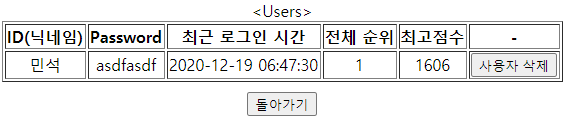 <Users>
ID(닉네임) Password 최근 로그인 시간 전체 순위 최고점수 -
민석 asdfasdf 2020-12-19 06:47:30 1 1606 사용자 삭제
돌아가기